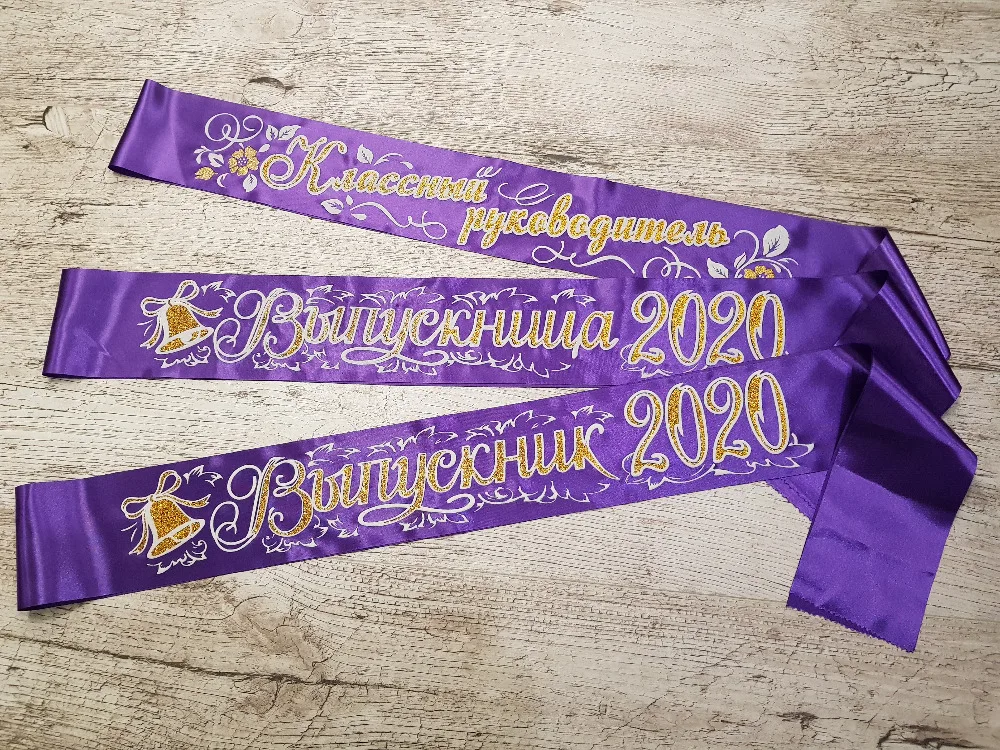 Классный
руководитель
Выпускница 2020
Выпускник 2020